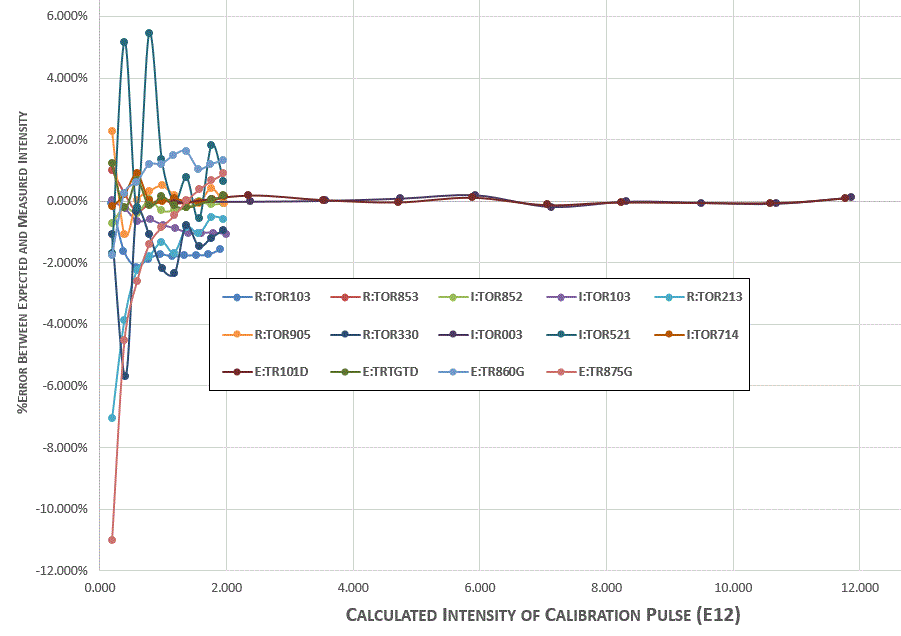 6.000%
4.000%
2.000%
0.000%
-2.000%
-4.000%
-6.000%
-8.000%
-10.000%
-12.000%
%ERROR BETWEEN EXPECTED AND MEASURED INTENSITY
R:TOR103 R:TOR853 I:TOR852 I:TOR103 R:TOR213
R:TOR905 R:TOR330 I:TOR003 I:TOR521 I:TOR714
E:TR101D E:TRTGTD E:TR860G E:TR875G
0.000 2.000 4.000 6.000 8.000 10.000 12.000
CALCULATED INTENSITY OF CALIBRATION PULSE (E12)